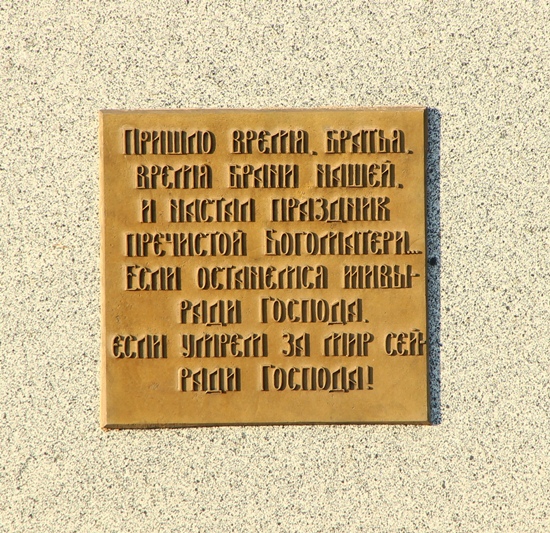 Пришло время, братья,
время брани нашей,
и настал праздник
пречистой Богоматери...
Если останемся живы-
ради Господа,
если умрем за мир сей-
ради Господа!